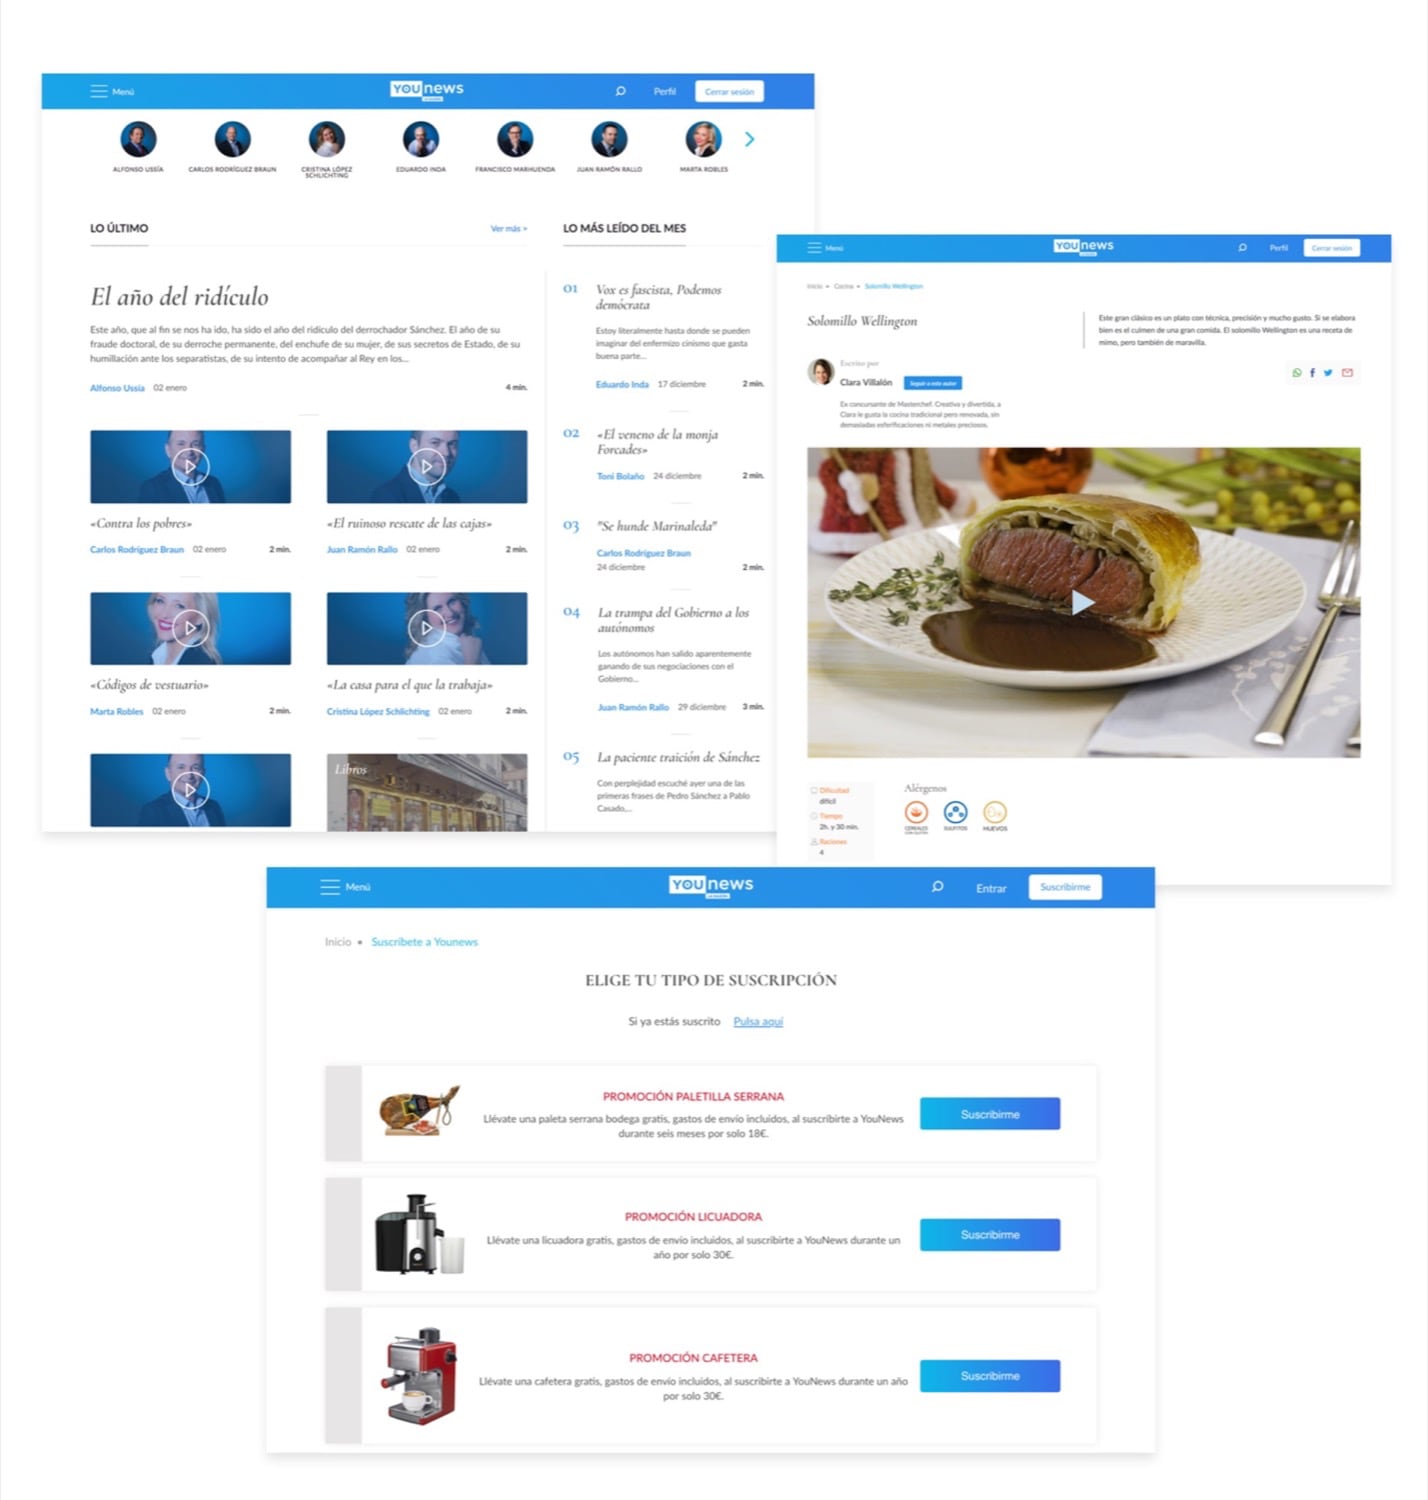 Menú
YOU news
Perfil
Cerrar sesión
ALFONSO USSÍA
CARLOS RODRÍGUEZ BRAUN
CRISTINA LÓPEZ
SCHLICHTING
EDUARDO INDA
FRANCISCO MARHUENDA
JUAN RAMÓN RALLO
MARTA ROBLES
LO ÚLTIMO
Ver más >
El año del ridículo
Este año, que al fin se nos ha ido, ha sido el año del ridículo del derrochador Sánchez. El año de su
fraude doctoral, de su derroche permanente, del enchufe de su mujer, de sus secretos de Estado, de su
humillación ante los separatistas, de su intento de acompañar al Rey en los...
Alfonso Ussía 02 enero 4 min.
«Contra los pobres»
Carlos Rodríguez Braun 02 enero 2 min.
«El ruinoso rescate de las cajas»
Juan Ramón Rallo 02 enero 2 min.
«Códigos de vestuario»
Marta Robles 02 enero 2 min.
«La casa para el que la trabaja»
Cristina López Schlichting 02 enero 2 min.
Libros
LO MÁS LEÍDO DEL MES
01 Vox es fascista, Podemos
demócrata
Estoy literalmente hasta donde se pueden
imaginar del enfermizo cinismo que gasta
buena parte...
Eduardo Inda 17 diciembre 2 min.
02 «El veneno de la monja
Forcades»
Toni Bolaño 24 diciembre 2 min.
03 "Se hunde Marinaleda"
Carlos Rodríguez Braun
24 diciembre 2 min.
04 La trampa del Gobierno a los
autónomos
Los autónomos han salido aparentemente
ganando de sus negociaciones con el
Gobierno...
Juan Ramón Rallo 29 diciembre 3 min.
05 La paciente traición de Sánchez
Con perplejidad escuché ayer una de las
primeras frases de Pedro Sánchez a Pablo
Casado,...
Menú
YOU news
Perfil
Cerrar sesión
Inicio • Cocina • Solomillo Wellington
Solomillo Wellington
Este gran clásico es un plato con técnica, precisión y mucho gusto. Si se elabora
bien es el culmen de una gran comida. El solomillo Wellington es una receta de
mimo, pero también de maravilla.
Escrito por
Clara Villalón
Seguir a este autor
Ex concursante de Masterchef. Creativa y divertida, a
Clara le gusta la cocina tradicional pero renovada, sin
demasiadas esferificaciones ni metales preciosos.
Dificultad
difícil
Tiempo
2h. y 30 min.
Raciones
4
Alérgenos
CEREALES
CON GLUTEN
SULFITOS
HUEVOS
Menú
YOU news
Entrar
Suscribirme
Inicio • Suscríbete a Younews
ELIGE TU TIPO DE SUSCRIPCIÓN
Si ya estás suscrito Pulsa aquí
PROMOCIÓN PALETILLA SERRANA
Llévate una paleta serrana bodega gratis, gastos de envío incluidos, al suscribirte a YouNews
durante seis meses por solo 18€.
Suscribirme
PROMOCIÓN LICUADORA
Llévate una licuadora gratis, gastos de envío incluidos, al suscribirte a YouNews durante un
año por solo 30€.
Suscribirme
PROMOCIÓN CAFETERA
Llévate una cafetera gratis, gastos de envío incluidos, al suscribirte a YouNews durante un año
por solo 30€.
Suscribirme